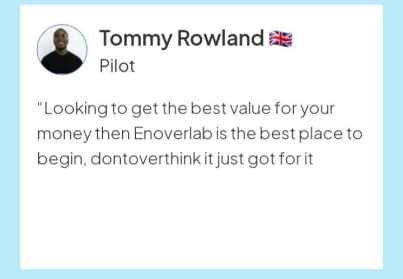 Tommy Rowland 🇬🇧
Pilot
“Looking to get the best value for your
money then Enoverlab is the best place to
begin, dontoverthink it just got for it